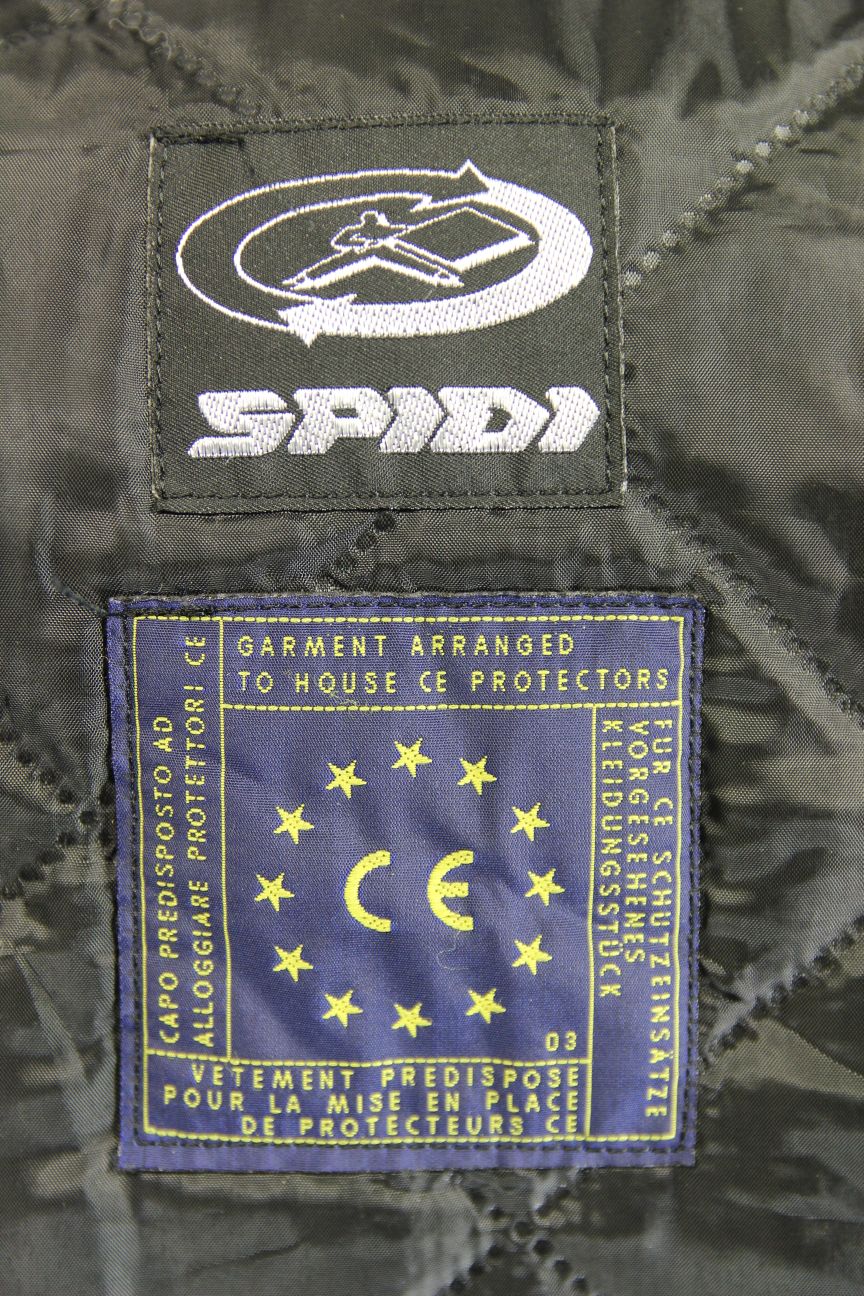 SPIDI
GARMENT ARRANGED
TO HOUSE CE PROTECTORS
CAPO PREDISPOSTO AD
ALLOGGIARE PROTETTORI CE
FUR CE SCHUTZEINSÄTZE
VORGESEHENES
KLEIDUNGSSTÜCK
CE
03
VETEMENT PREDISPOSE
POUR LA MISE EN PLACE
DE PROTECTEURS CE